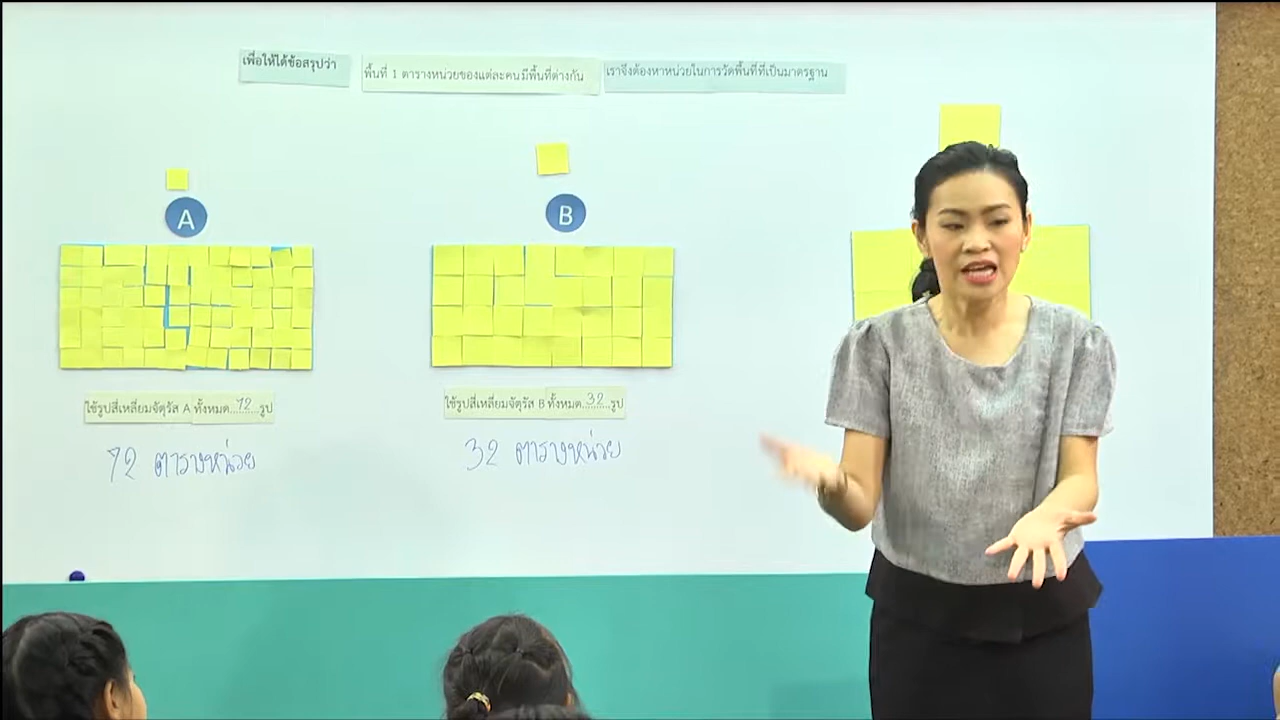 เพื่อให้ได้ข้อสรุปว่า พื้นที่ 1 ตารางหน่วยของแต่ละคนมีพื้นที่ต่างกัน เราจึงต้องหาหน่วยในการวัดพื้นที่ที่เป็นมาตรฐาน
A
B
ใช้รูปสี่เหลี่ยมจัตุรัส A ทั้งหมด...72...รูป
ใช้รูปสี่เหลี่ยมจัตุรัส B ทั้งหมด...32...รูป
72 ตารางหน่วย
32 ตารางหน่วย